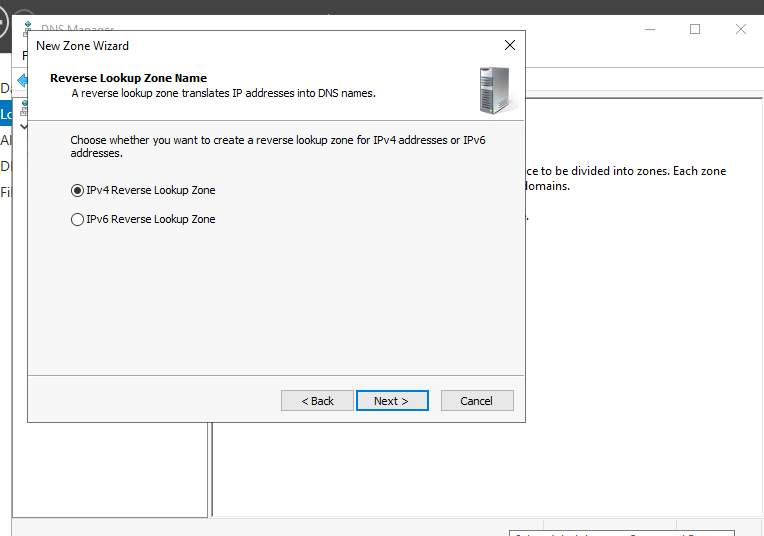 DNS Manager
New Zone Wizard
Reverse Lookup Zone Name
A reverse lookup zone translates IP addresses into DNS names.
Choose whether you want to create a reverse lookup zone for IPv4 addresses or IPv6
addresses.
IPv4 Reverse Lookup Zone
IPv6 Reverse Lookup Zone
ce to be divided into zones. Each zone
domains.
< Back
Next >
Cancel